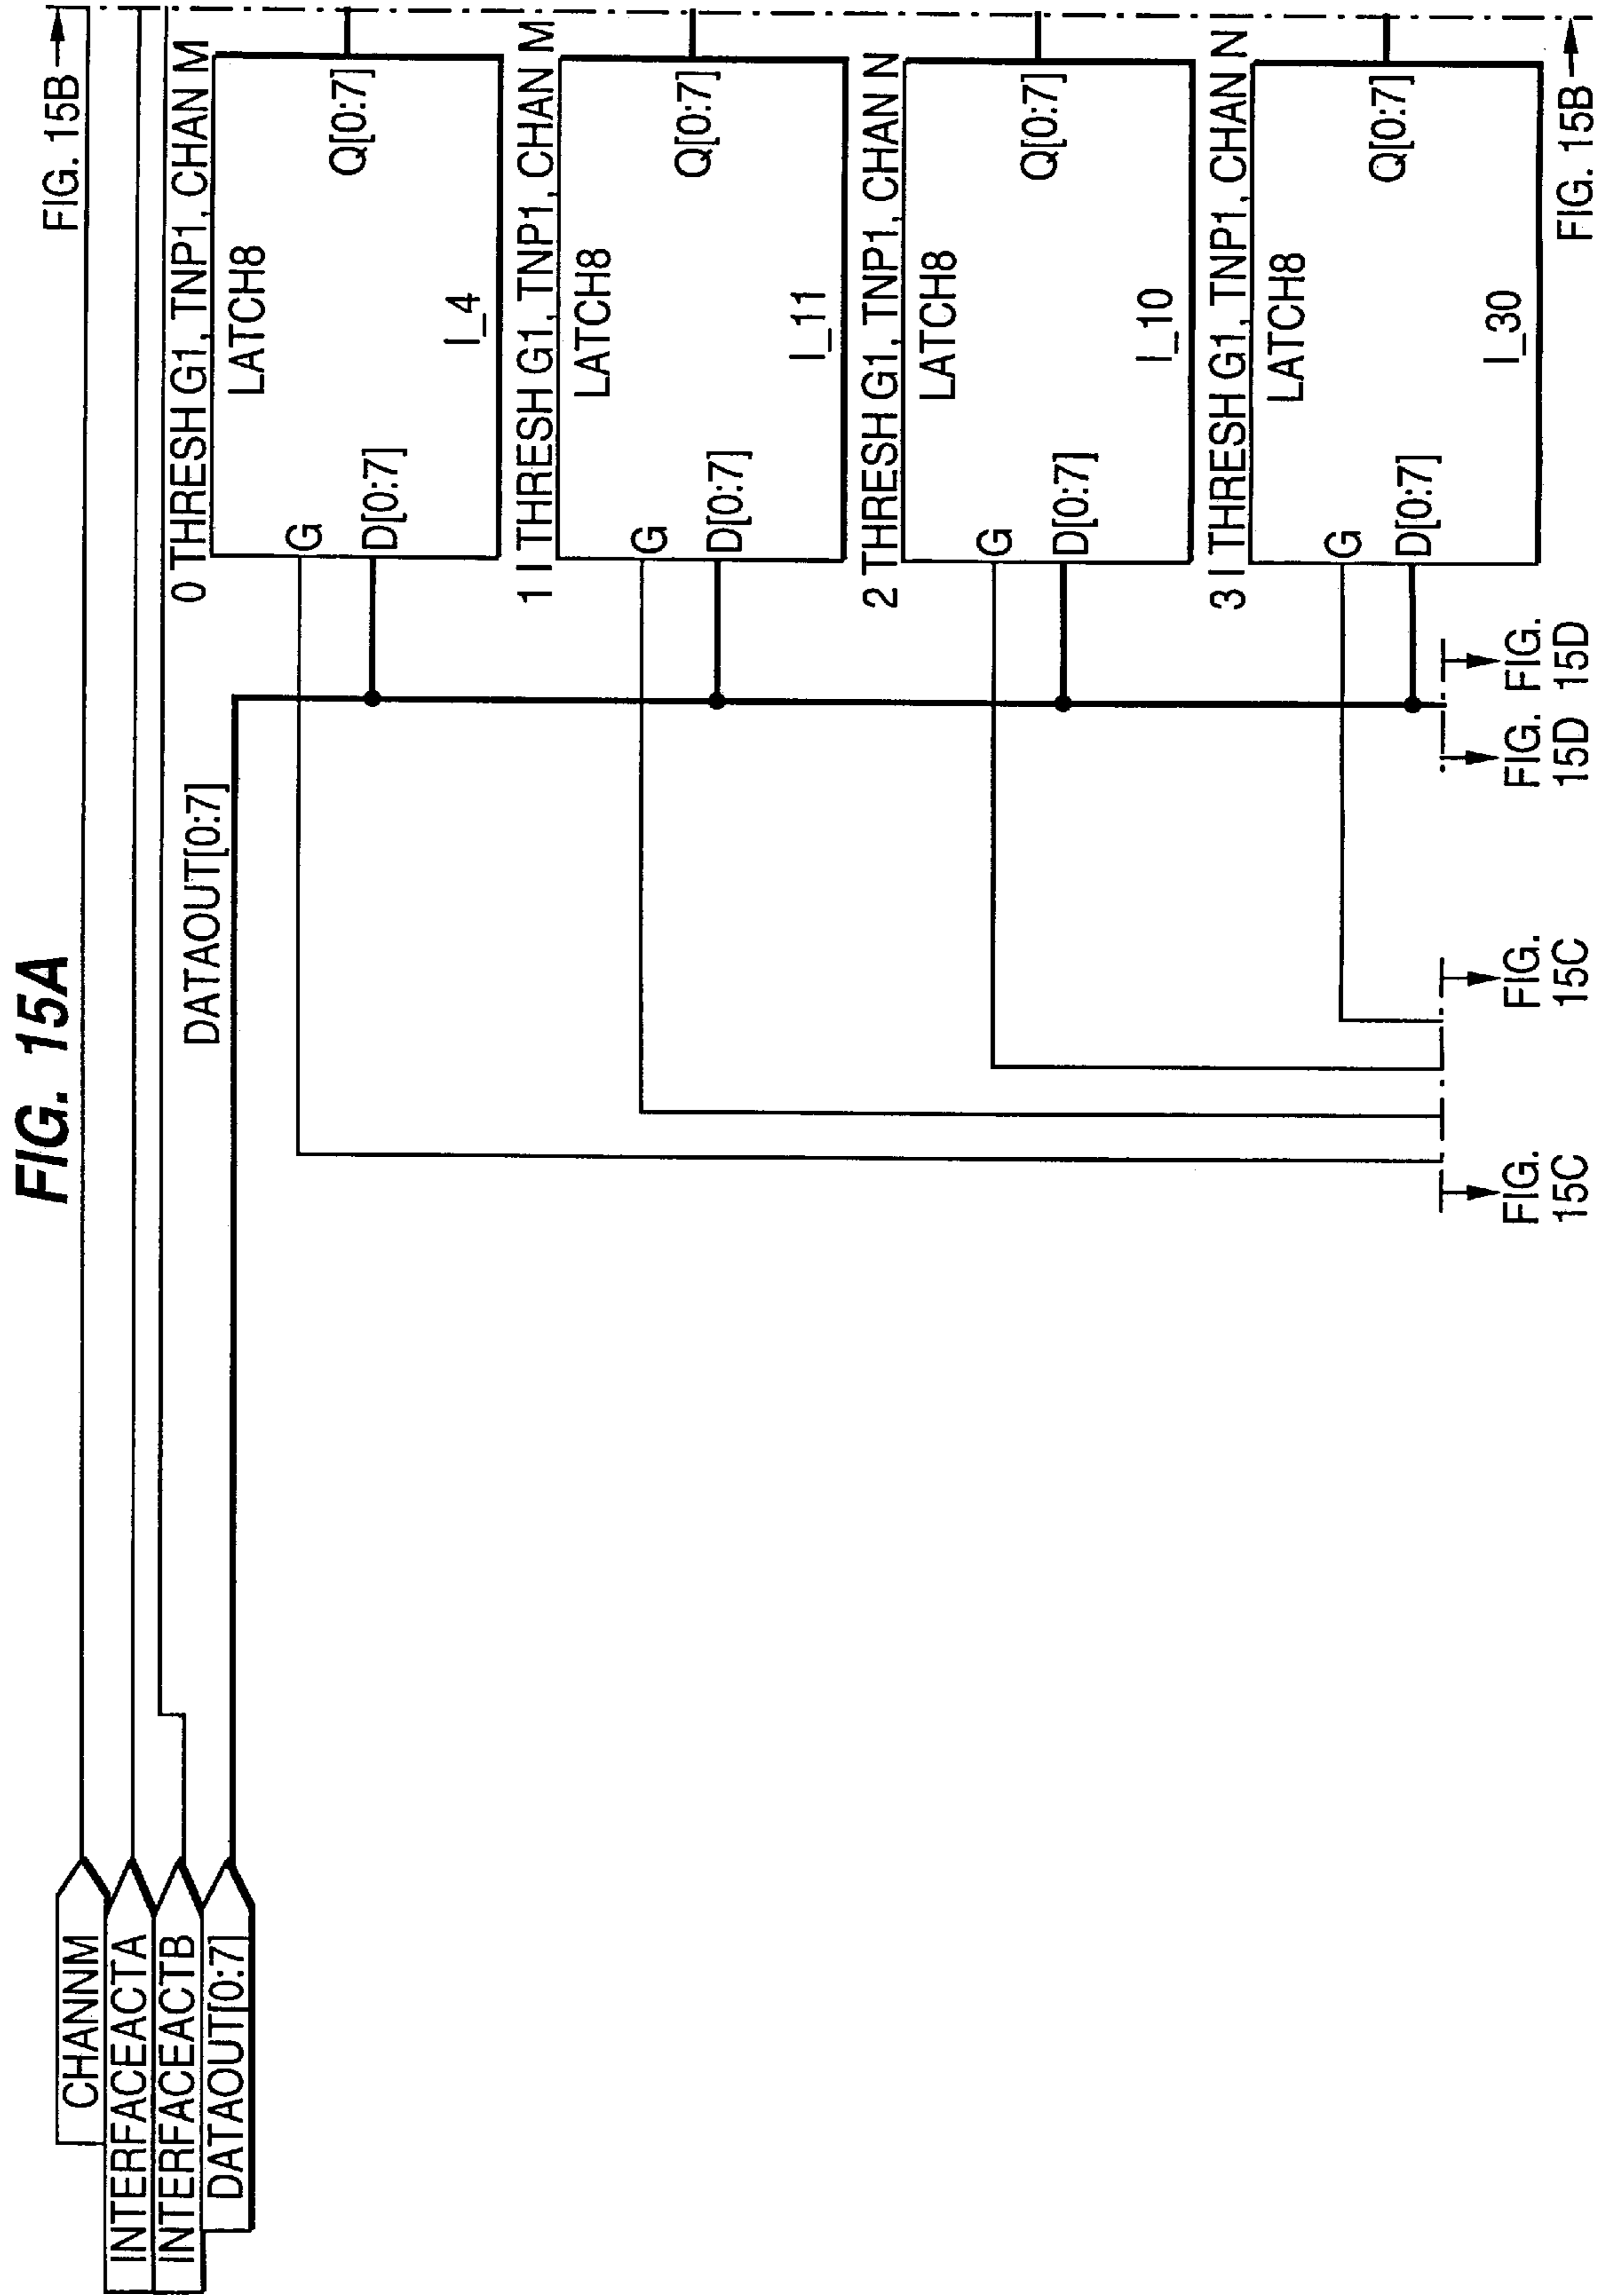 FIG. 15A
FIG. 15B
CHANNM
INTERFACEACTA
INTERFACEACTB
DATAOUT[0:7]
DATAOUT[0:7]
0 THRESH G1, TNP1, CHAN M
LATCH8
G
D[0:7]
Q[0:7]
I_4
1 I THRESH G1, TNP1, CHAN M
LATCH8
G
D[0:7]
Q[0:7]
I_11
2 THRESH G1, TNP1, CHAN N
LATCH8
G
D[0:7]
Q[0:7]
I_10
3 I THRESH G1, TNP1, CHAN N
LATCH8
G
D[0:7]
Q[0:7]
I_30
FIG.
15C
FIG.
15C
FIG.
15D
FIG.
15D
FIG. 15B